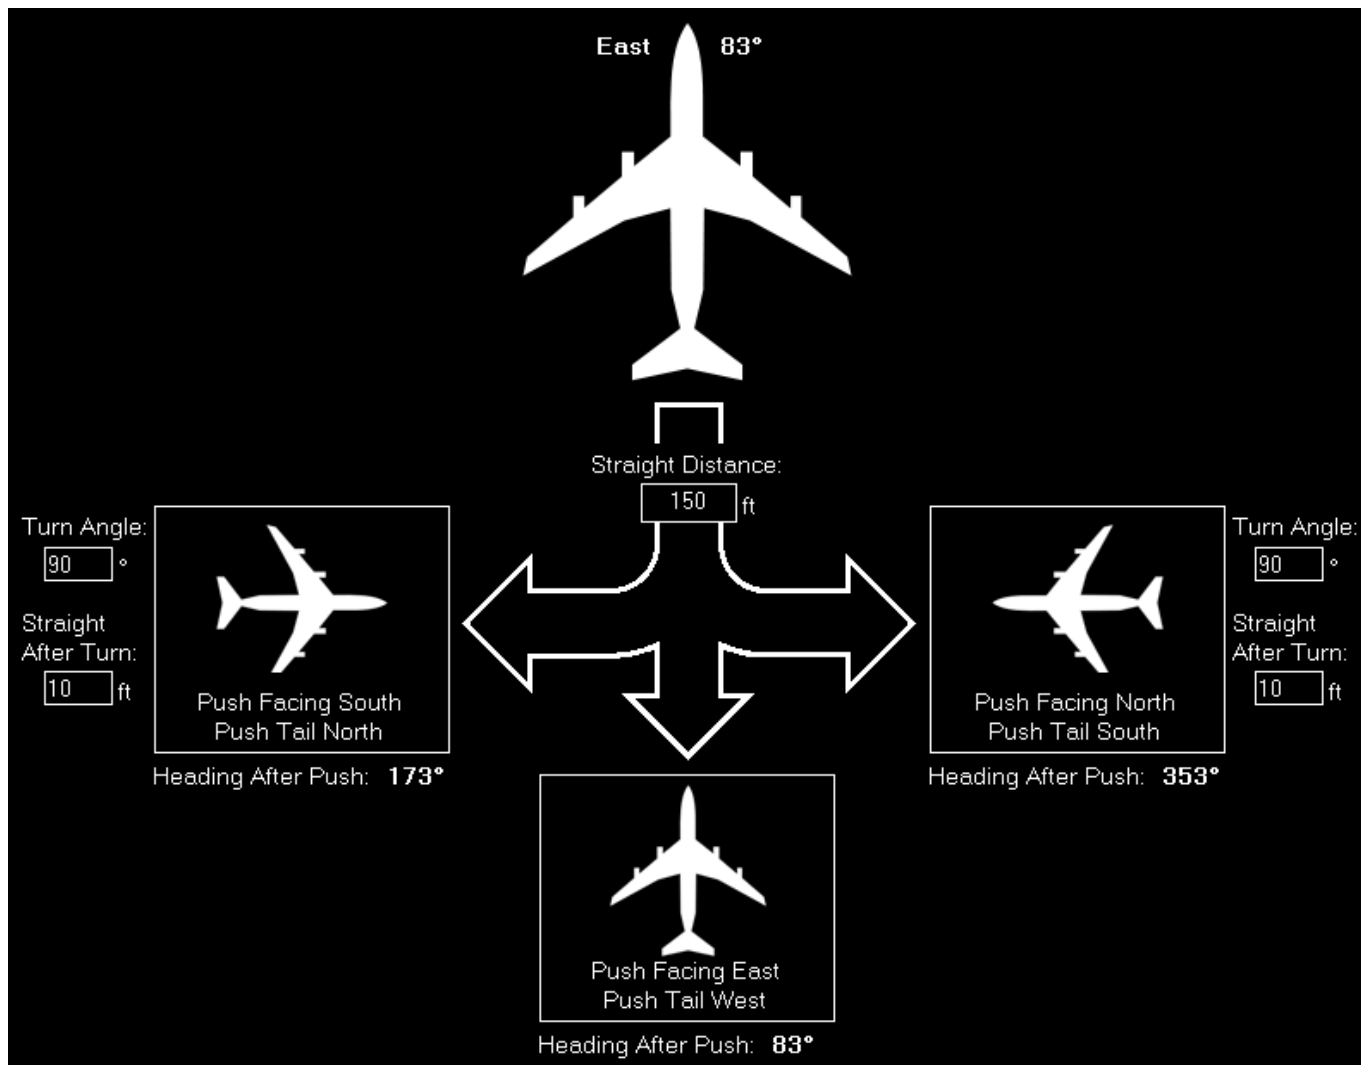 East 83°
Straight Distance:
150 ft
Turn Angle:
90 °
Straight
After Turn:
10 ft
Push Facing South
Push Tail North
Heading After Push: 173°
Turn Angle:
90 °
Straight
After Turn:
10 ft
Push Facing North
Push Tail South
Heading After Push: 353°
Push Facing East
Push Tail West
Heading After Push: 83°